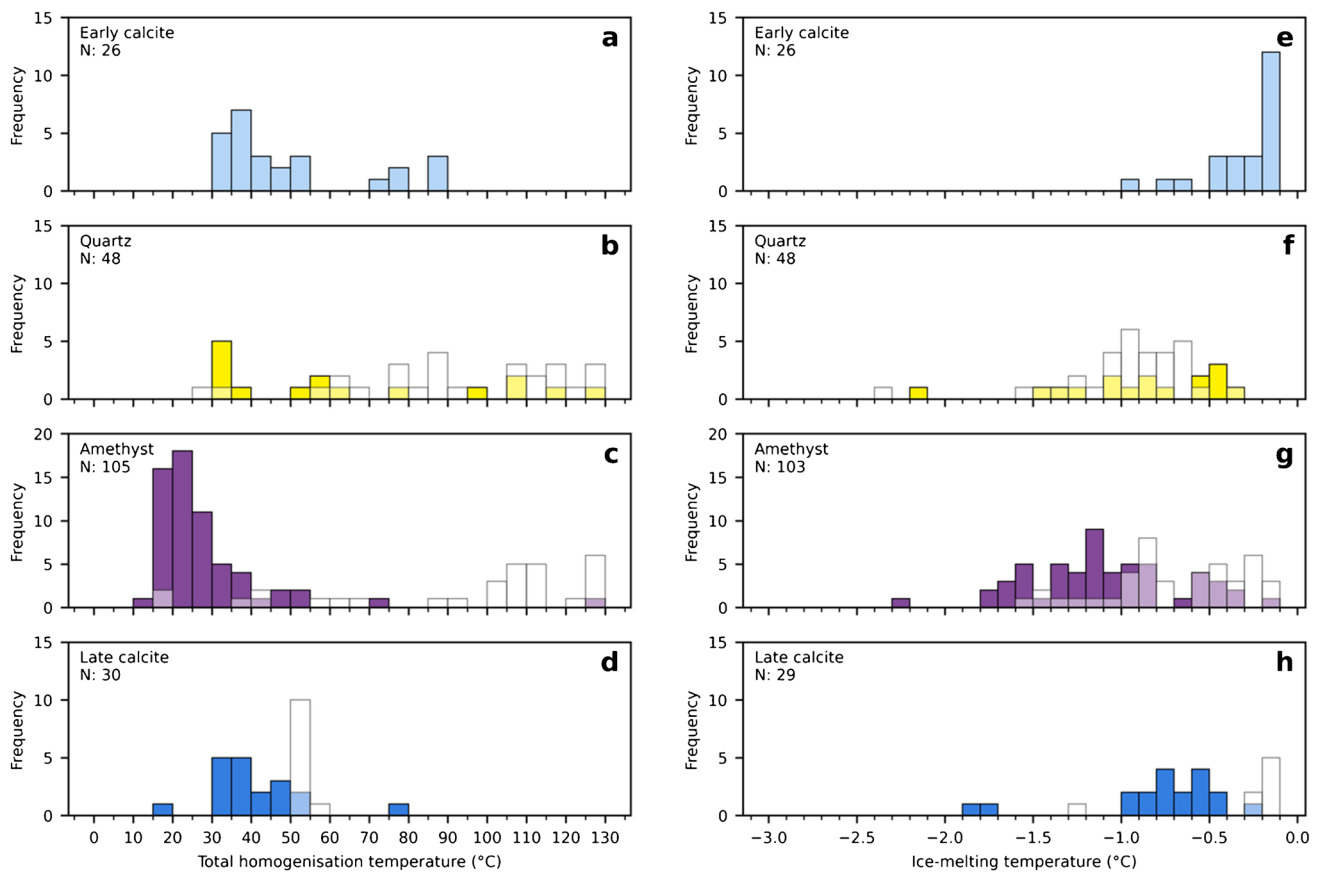 Early calcite
N: 26
a
Frequency
15
10
5
0
Early calcite
N: 26
e
Frequency
15
10
5
0
Quartz
N: 48
b
Frequency
15
10
5
0
Quartz
N: 48
f
Frequency
15
10
5
0
Amethyst
N: 105
c
Frequency
20
15
10
5
0
Amethyst
N: 103
g
Frequency
20
15
10
5
0
Late calcite
N: 30
d
Frequency
15
10
5
0
0 10 20 30 40 50 60 70 80 90 100 110 120 130
Total homogenisation temperature (°C)
Late calcite
N: 29
h
Frequency
15
10
5
0
−3.0 −2.5 −2.0 −1.5 −1.0 −0.5 0.0
Ice-melting temperature (°C)